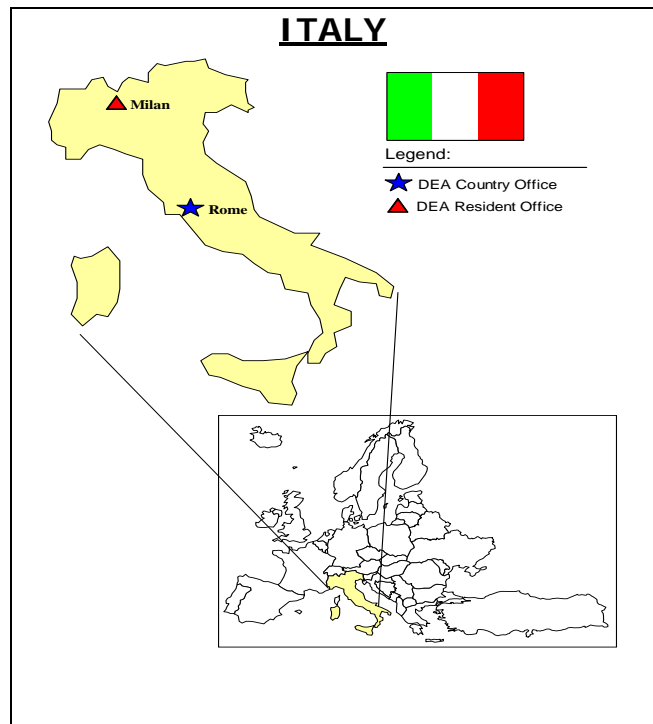 ITALY
Milan
Legend:
DEA Country Office
Rome
DEA Resident Office